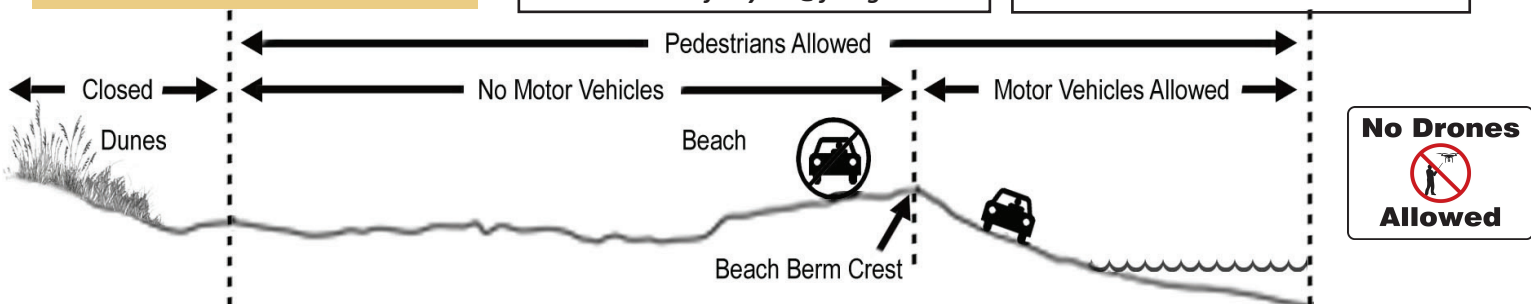 Pedestrians Allowed
Closed
No Motor Vehicles
Motor Vehicles Allowed
Dunes
Beach
No Drones
Allowed
Beach Berm Crest